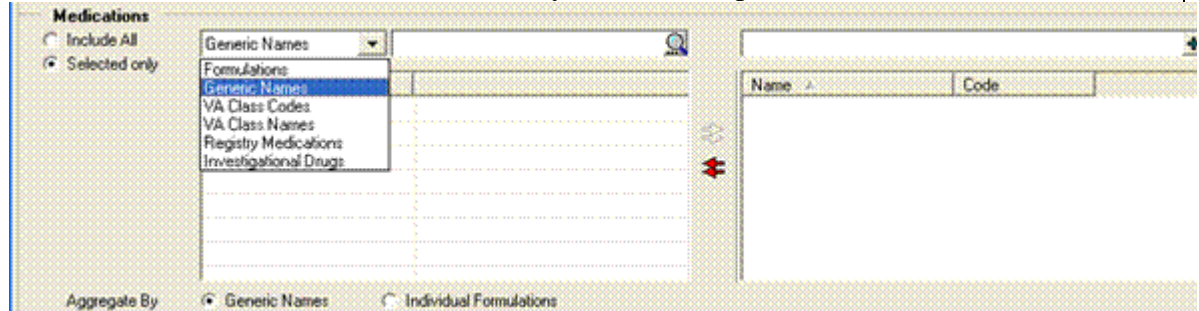 Medications
Include All
Generic Names
Selected only
Formulations
Generic Names
VA Class Codes
VA Class Names
Registry Medications
Investigational Drugs
Name Code
Aggregate By Generic Names Individual Formulations